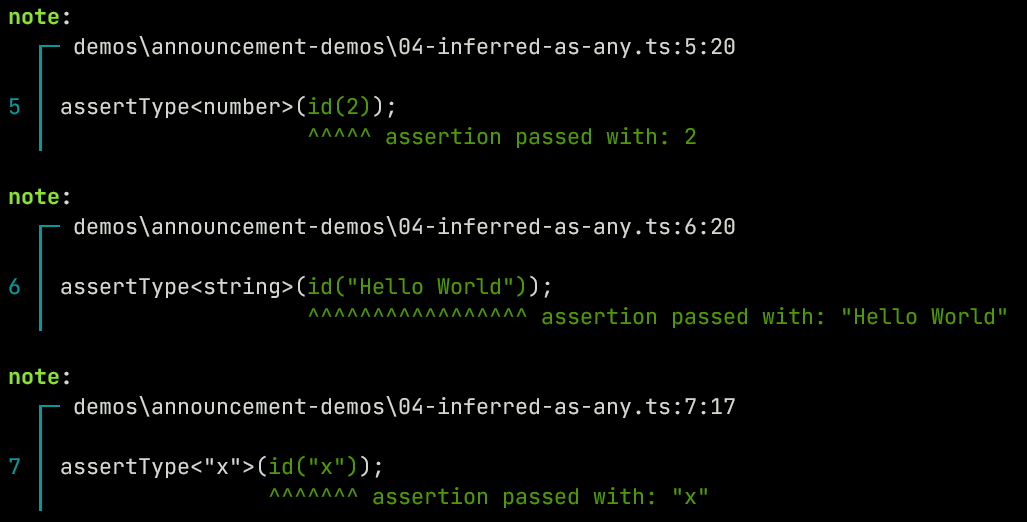 note:
demos\announcement-demos\04-inferred-as-any.ts:5:20
5 assertType<number>(id(2));
^^^^^ assertion passed with: 2
note:
demos\announcement-demos\04-inferred-as-any.ts:6:20
6 assertType<string>(id("Hello World"));
^^^^^^^^^^^^^^^^^ assertion passed with: "Hello World"
note:
demos\announcement-demos\04-inferred-as-any.ts:7:17
7 assertType<"x">(id("x"));
^^^^^^^ assertion passed with: "x"